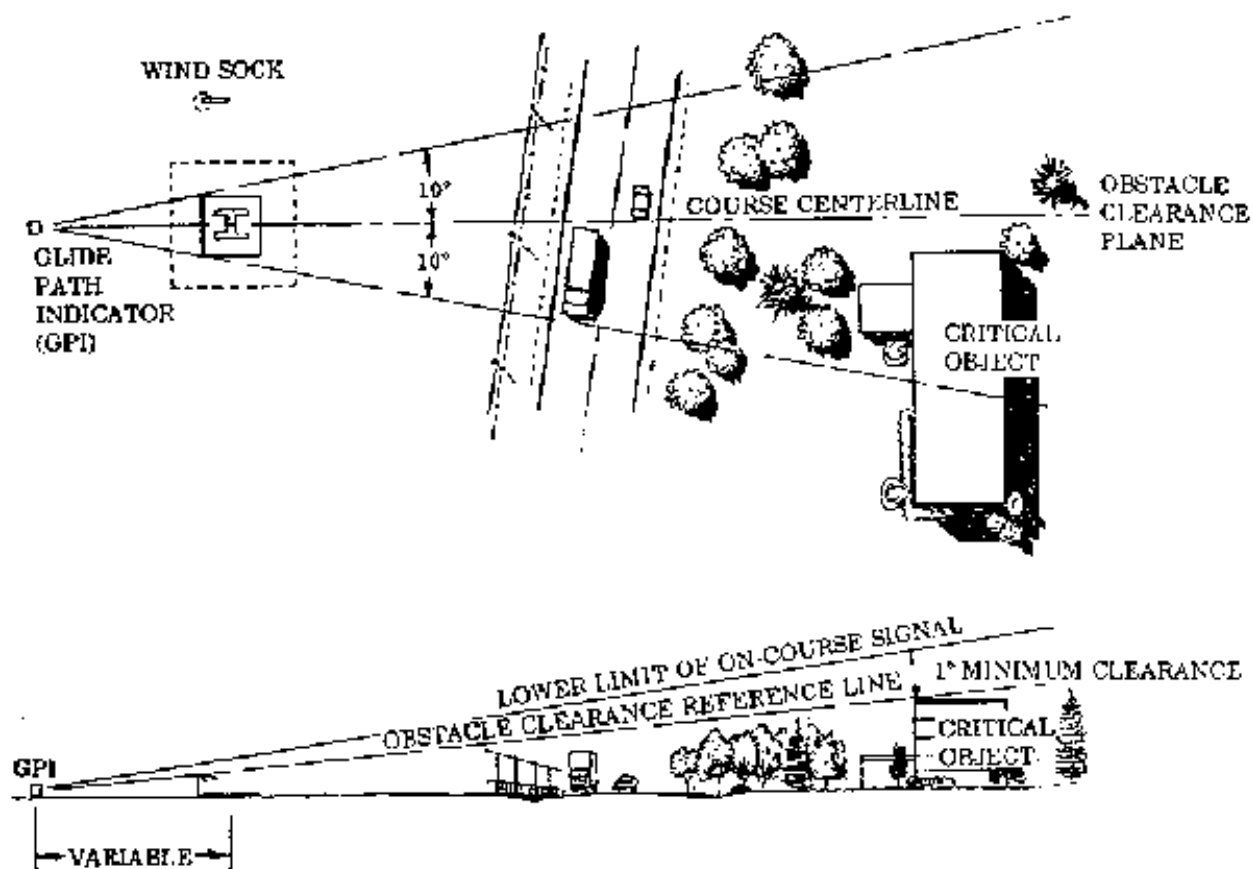 WIND SOCK
10°
10°
H
GLIDE
PATH
INDICATOR
(GPI)
COURSE CENTERLINE
OBSTACLE
CLEARANCE
PLANE
CRITICAL
OBJECT
LOWER LIMIT OF ON-COURSE SIGNAL
OBSTACLE CLEARANCE REFERENCE LINE
1° MINIMUM CLEARANCE
CRITICAL
OBJECT
GPI
VARIABLE